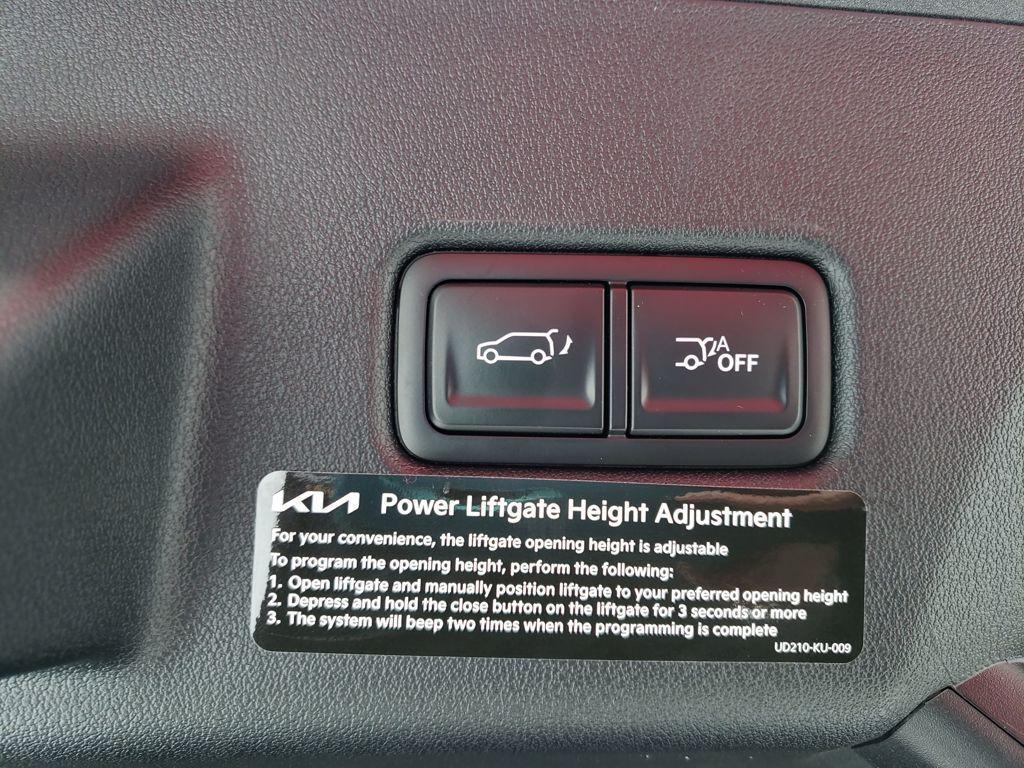 A
OFF
KIA Power Liftgate Height Adjustment
For your convenience, the liftgate opening height is adjustable
To program the opening height, perform the following:
1. Open liftgate and manually position liftgate to your preferred opening height
2. Depress and hold the close button on the liftgate for 3 seconds or more
3. The system will beep two times when the programming is complete
UD210-KU-009